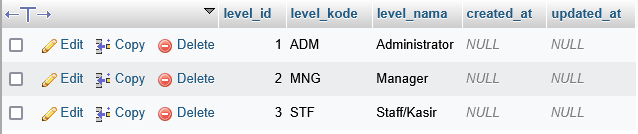 level_id level_kode level_nama created_at updated_at
Edit Copy Delete 1 ADM Administrator NULL NULL
Edit Copy Delete 2 MNG Manager NULL NULL
Edit Copy Delete 3 STF Staff/Kasir NULL NULL